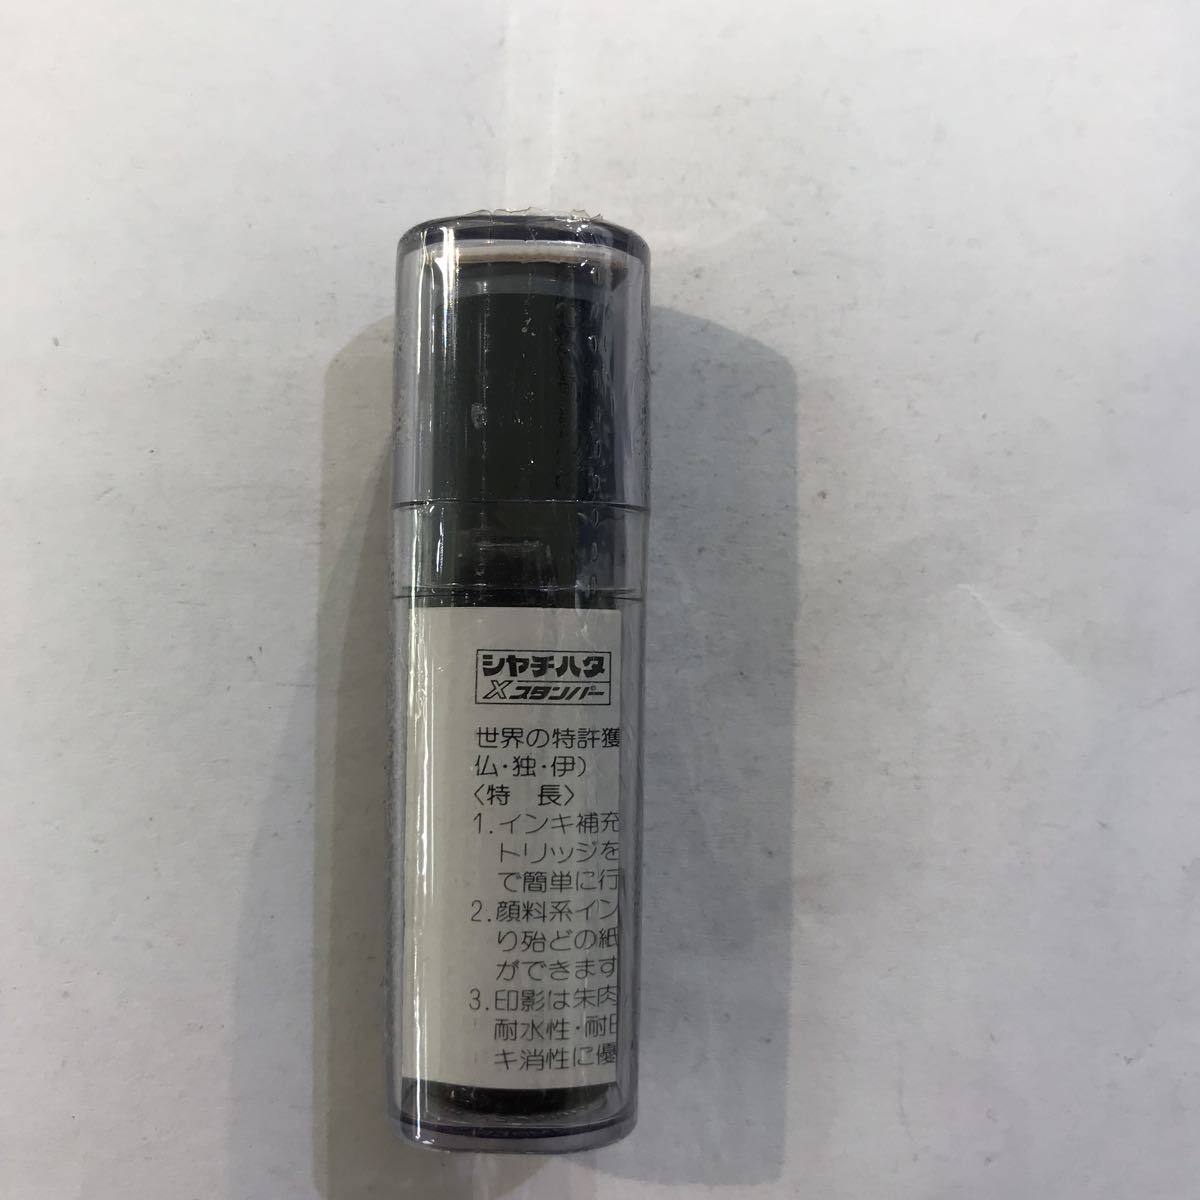 シヤチハタ
Xスタンパー
世界の特許獲
仏・独・伊)
〈特 長〉
1. インキ補充
トリッジを
で簡単に行
2. 顔料系イン
り殆どの紙
ができます
3. 印影は朱肉
耐水性・耐日
キ消性に優